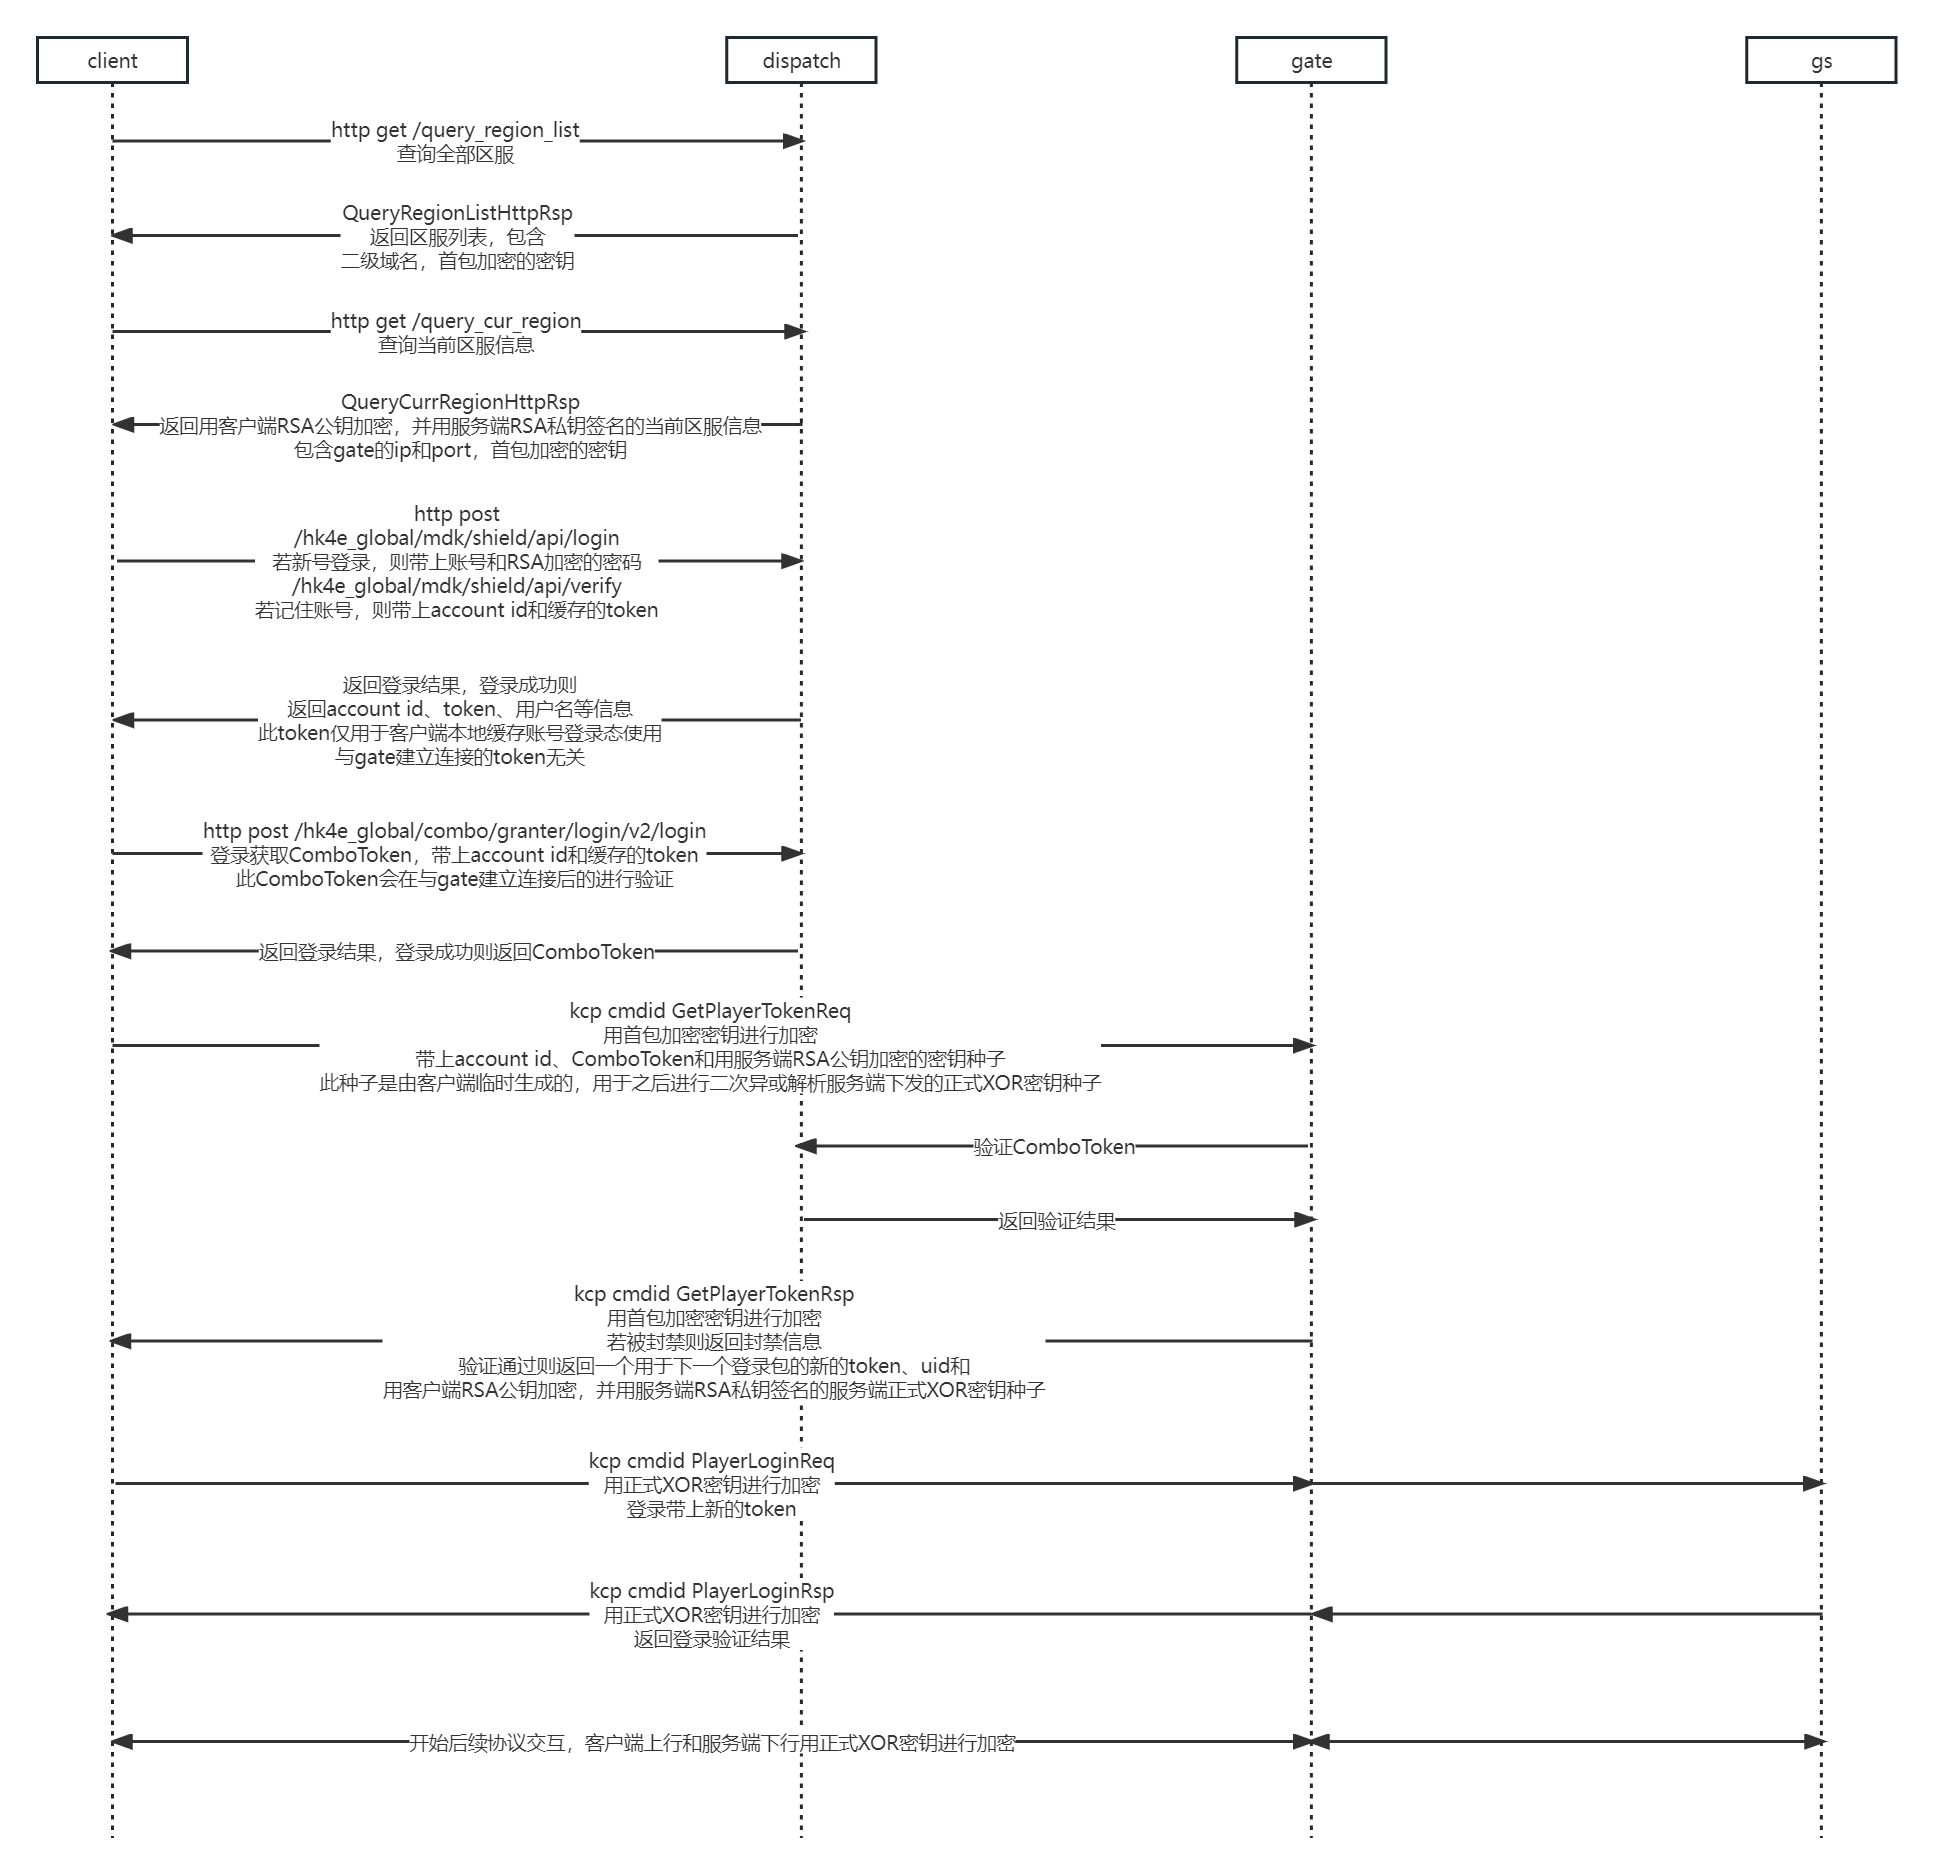 client
dispatch
gate
gs
http get /query_region_list
查询全部区服
QueryRegionListHttpRsp
返回区服列表，包含
二级域名，首包加密的密钥
http get /query_cur_region
查询当前区服信息
QueryCurrRegionHttpRsp
返回用客户端RSA公钥加密，并用服务端RSA私钥签名的当前区服信息
包含gate的ip和port，首包加密的密钥
http post
/hk4e_global/mdk/shield/api/login
若新号登录，则带上账号和RSA加密的密码
/hk4e_global/mdk/shield/api/verify
若记住账号，则带上account id和缓存的token
返回登录结果，登录成功则
返回account id、token、用户名等信息
此token仅用于客户端本地缓存账号登录态使用
与gate建立连接的token无关
http post /hk4e_global/combo/granter/login/v2/login
登录获取ComboToken，带上account id和缓存的token
此ComboToken会在与gate建立连接后的进行验证
返回登录结果，登录成功则返回ComboToken
kcp cmdid GetPlayerTokenReq
用首包加密密钥进行加密
带上account id、ComboToken和用服务端RSA公钥加密的密钥种子
此种子是由客户端临时生成的，用于之后进行二次异或解析服务端下发的正式XOR密钥种子
验证ComboToken
返回验证结果
kcp cmdid GetPlayerTokenRsp
用首包加密密钥进行加密
若被封禁则返回封禁信息
验证通过则返回一个用于下一个登录包的新的token、uid和
用客户端RSA公钥加密，并用服务端RSA私钥签名的服务端正式XOR密钥种子
kcp cmdid PlayerLoginReq
用正式XOR密钥进行加密
登录带上新的token
kcp cmdid PlayerLoginRsp
用正式XOR密钥进行加密
返回登录验证结果
开始后续协议交互，客户端上行和服务端下行用正式XOR密钥进行加密